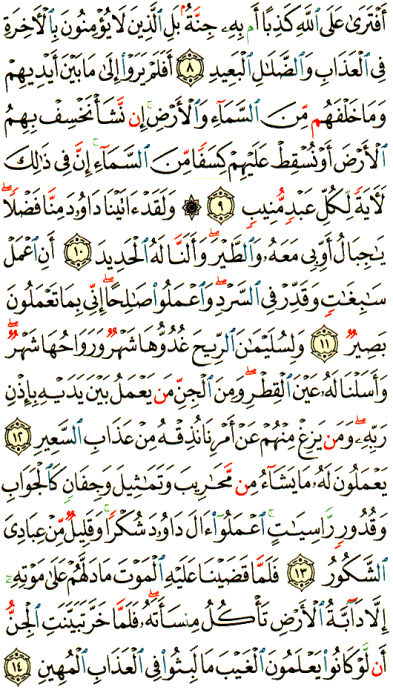 أَفْتَرَىٰ عَلَى ٱللَّهِ كَذِبًا أَم بِهِۦ جِنَّةٌۢ بَلِ ٱلَّذِينَ لَا يُؤْمِنُونَ بِٱلْأَخِرَةِ
فِى ٱلْعَذَابِ وَٱلضَّلَٰلِ ٱلْبَعِيدِ ٨ أَفَلَمْ يَرَوْا۟ إِلَىٰ مَا بَيْنَ أَيْدِيهِمْ
وَمَا خَلْفَهُم مِّنَ ٱلسَّمَآءِ وَٱلْأَرْضِ إِن نَّشَأْ نَخْسِفْ بِهِمُ
ٱلْأَرْضَ أَوْ نُسْقِطْ عَلَيْهِمْ كِسَفًا مِّنَ ٱلسَّمَآءِ إِنَّ فِى ذَٰلِكَ
لَأَيَةً لِّكُلِّ عَبْدٍ مُّنِيبٍ ٩ ۞ وَلَقَدْ ءَاتَيْنَا دَاوُۥدَ مِنَّا فَضْلًا
يَٰجِبَالُ أَوِّبِى مَعَهُۥ وَٱلطَّيْرَ وَأَلَنَّا لَهُ ٱلْحَدِيدَ ١٠ أَنِ ٱعْمَلْ
سَٰبِغَٰتٍ وَقَدِّرْ فِى ٱلسَّرْدِ وَٱعْمَلُوا۟ صَٰلِحًا إِنِّى بِمَا تَعْمَلُونَ
بَصِيرٌ ١١ وَلِسُلَيْمَٰنَ ٱلرِّيحَ غُدُوُّهَا شَهْرٌ وَرَوَاحُهَا شَهْرٌ
وَأَسَلْنَا لَهُۥ عَيْنَ ٱلْقِطْرِ وَمِنَ ٱلْجِنِّ مَن يَعْمَلُ بَيْنَ يَدَيْهِ بِإِذْنِ
رَبِّهِۦ وَمَن يَزِغْ مِنْهُمْ عَنْ أَمْرِنَا نُذِقْهُ مِنْ عَذَابِ ٱلسَّعِيرِ ١٢
يَعْمَلُونَ لَهُۥ مَا يَشَآءُ مِن مَّحَٰرِيبَ وَتَمَٰثِيلَ وَجِفَانٍ كَٱلْجَوَابِ
وَقُدُورٍ رَّاسِيَٰتٍ ٱعْمَلُوٓا۟ ءَالَ دَاوُۥدَ شُكْرًا وَقَلِيلٌ مِّنْ عِبَادِىَ
ٱلشَّكُورُ ١٣ فَلَمَّا قَضَيْنَا عَلَيْهِ ٱلْمَوْتَ مَا دَلَّهُمْ عَلَىٰ مَوْتِهِۦٓ
إِلَّا دَآبَّةُ ٱلْأَرْضِ تَأْكُلُ مِنسَأَتَهُۥ فَلَمَّا خَرَّ تَبَيَّنَتِ ٱلْجِنُّ
أَن لَّوْ كَانُوا۟ يَعْلَمُونَ ٱلْغَيْبَ مَا لَبِثُوا۟ فِى ٱلْعَذَابِ ٱلْمُهِينِ ١٤